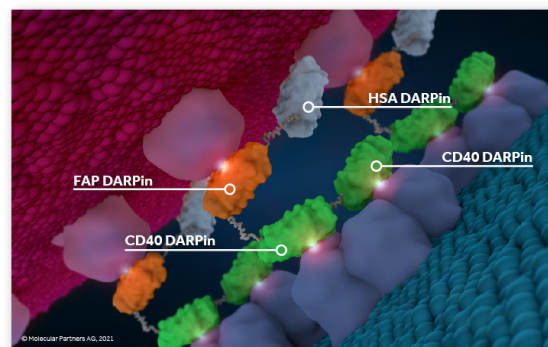 HSA DARPin
CD40 DARPin
FAP DARPin
CD40 DARPin
© Molecular Partners AG, 2021